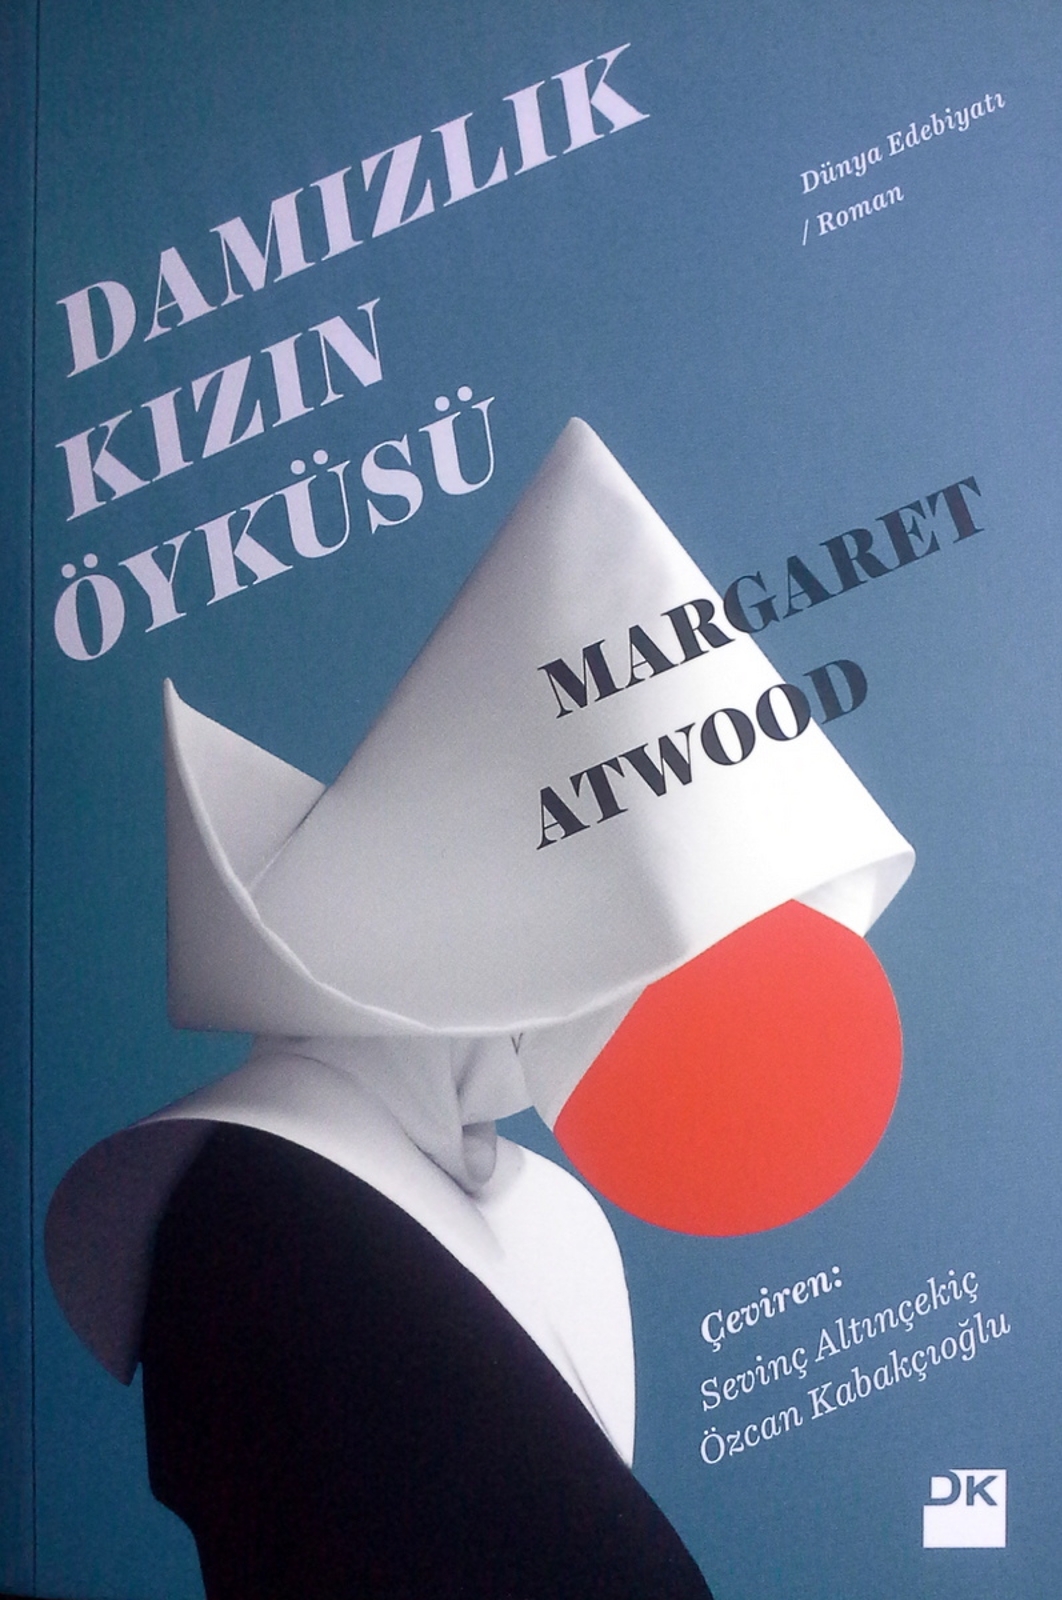 DAMIZLIK
KIZIN
ÖYKÜSÜ
Dünya Edebiyatı
/ Roman
MARGARET
ATWOOD
Çeviren:
Sevinç Altınçekiç
Özcan Kabakçıoğlu
DK